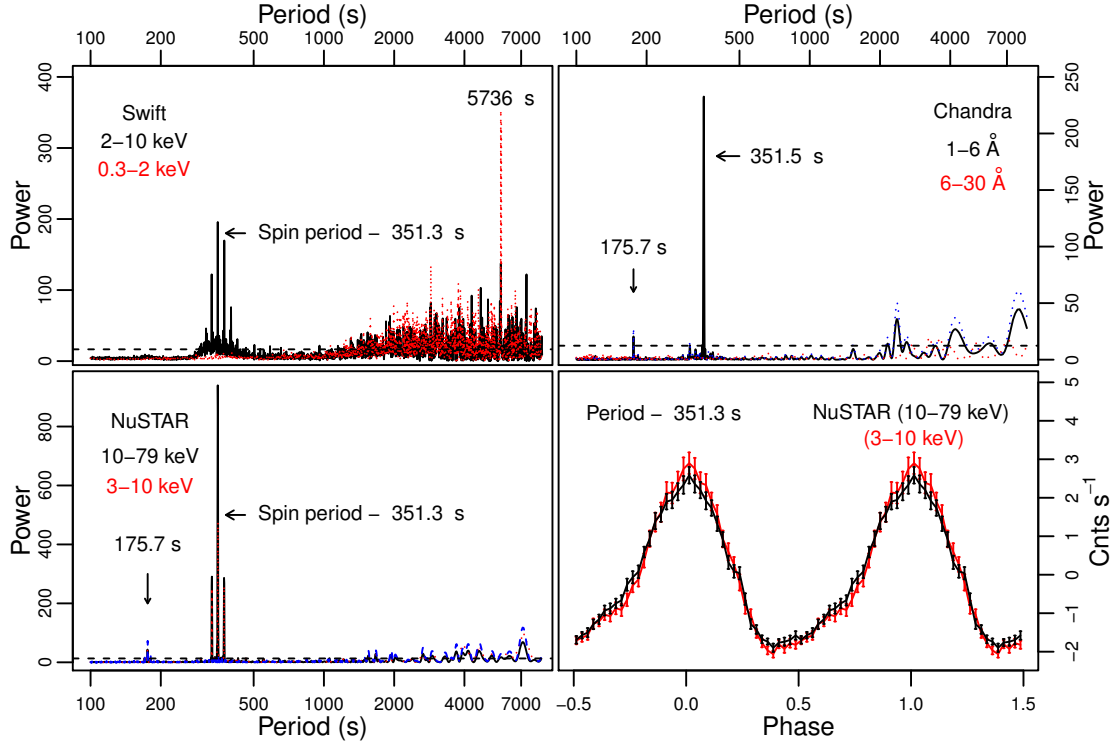 Period (s)
100 200 500 1000 2000 4000 7000
Power
0 100 200 300 400
Swift
2−10 keV
0.3−2 keV
5736 s
Spin period − 351.3 s
Period (s)
100 200 500 1000 2000 4000 7000
Chandra
1−6 Å
6−30 Å
351.5 s
175.7 s
0 50 100 150 200 250
Power
Power
0 200 400 600 800
NuSTAR
10−79 keV
3−10 keV
Spin period − 351.3 s
175.7 s
100 200 500 1000 2000 4000 7000
Period (s)
Period − 351.3 s
NuSTAR (10−79 keV)
(3−10 keV)
−2 −1 0 1 2 3 4 5
Cnts s⁻¹
−0.5 0.0 0.5 1.0 1.5
Phase